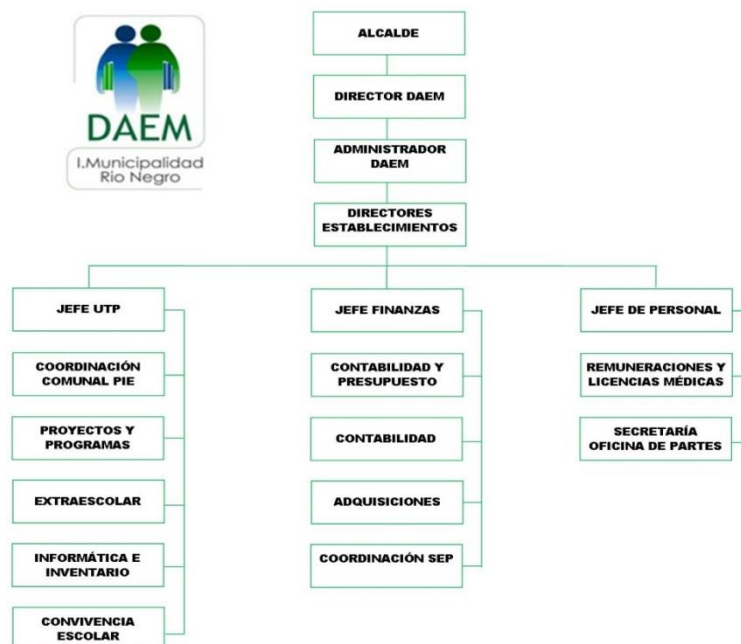 DAEM
I.Municipalidad
Rio Negro
ALCALDE
DIRECTOR DAEM
ADMINISTRADOR
DAEM
DIRECTORES
ESTABLECIMIENTOS
JEFE UTP
COORDINACIÓN
COMUNAL PIE
PROYECTOS Y
PROGRAMAS
EXTRAESCOLAR
INFORMÁTICA E
INVENTARIO
CONVIVENCIA
ESCOLAR
JEFE FINANZAS
CONTABILIDAD Y
PRESUPUESTO
CONTABILIDAD
ADQUISICIONES
COORDINACIÓN SEP
JEFE DE PERSONAL
REMUNERACIONES Y
LICENCIAS MÉDICAS
SECRETARÍA
OFICINA DE PARTES